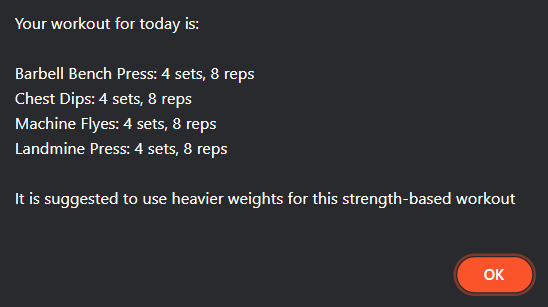 Your workout for today is:
Barbell Bench Press: 4 sets, 8 reps
Chest Dips: 4 sets, 8 reps
Machine Flyes: 4 sets, 8 reps
Landmine Press: 4 sets, 8 reps
It is suggested to use heavier weights for this strength-based workout
OK